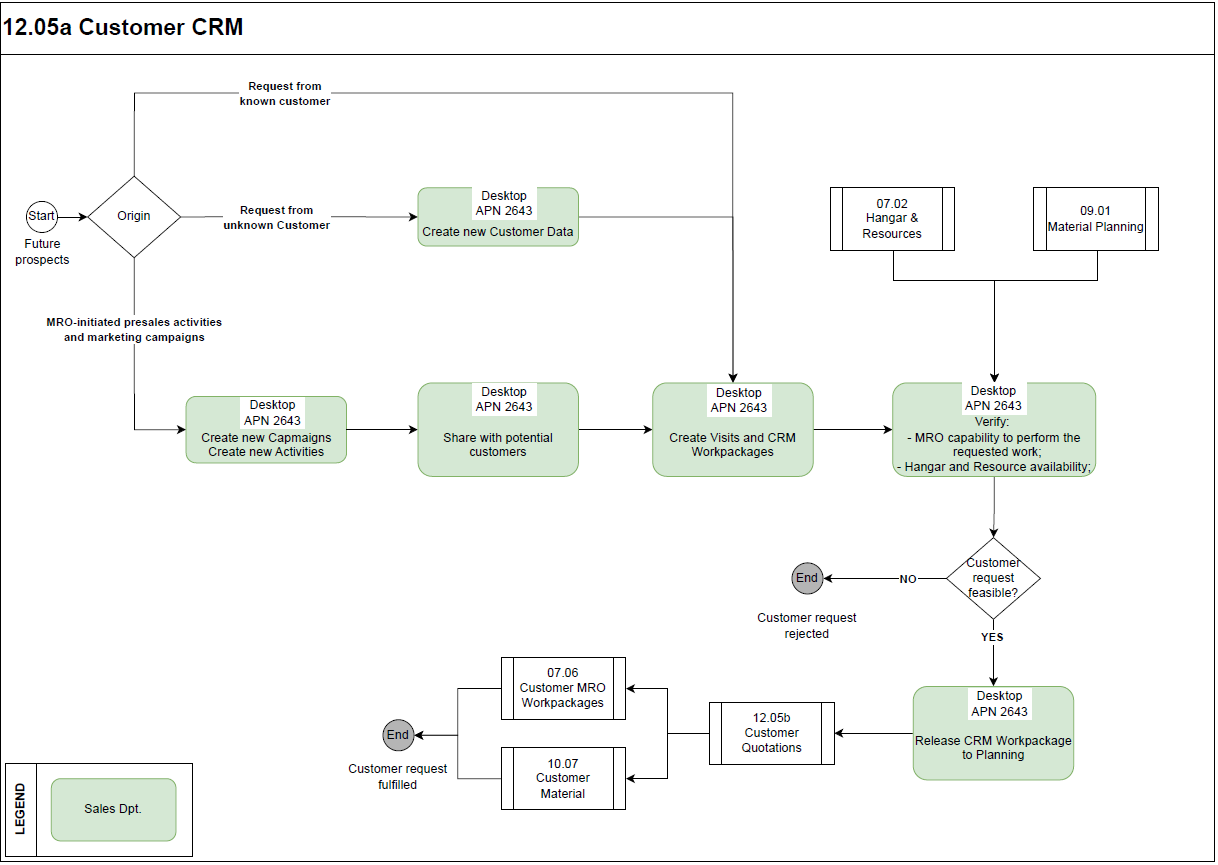 12.05a Customer CRM
Request from
known customer
Start
Future
prospects
Origin
Request from
unknown Customer
Desktop
APN 2643
Create new Customer Data
07.02
Hangar &
Resources
09.01
Material Planning
MRO-initiated presales activities
and marketing campaigns
Desktop
APN 2643
Create new Capmaigns
Create new Activities
Desktop
APN 2643
Share with potential
customers
Desktop
APN 2643
Create Visits and CRM
Workpackages
Desktop
APN 2643
Verify:
- MRO capability to perform the
requested work;
- Hangar and Resource availability;
Customer
request
feasible?
NO
End
Customer request
rejected
YES
Desktop
APN 2643
Release CRM Workpackage
to Planning
12.05b
Customer
Quotations
07.06
Customer MRO
Workpackages
10.07
Customer
Material
End
Customer request
fulfilled
LEGEND
Sales Dpt.